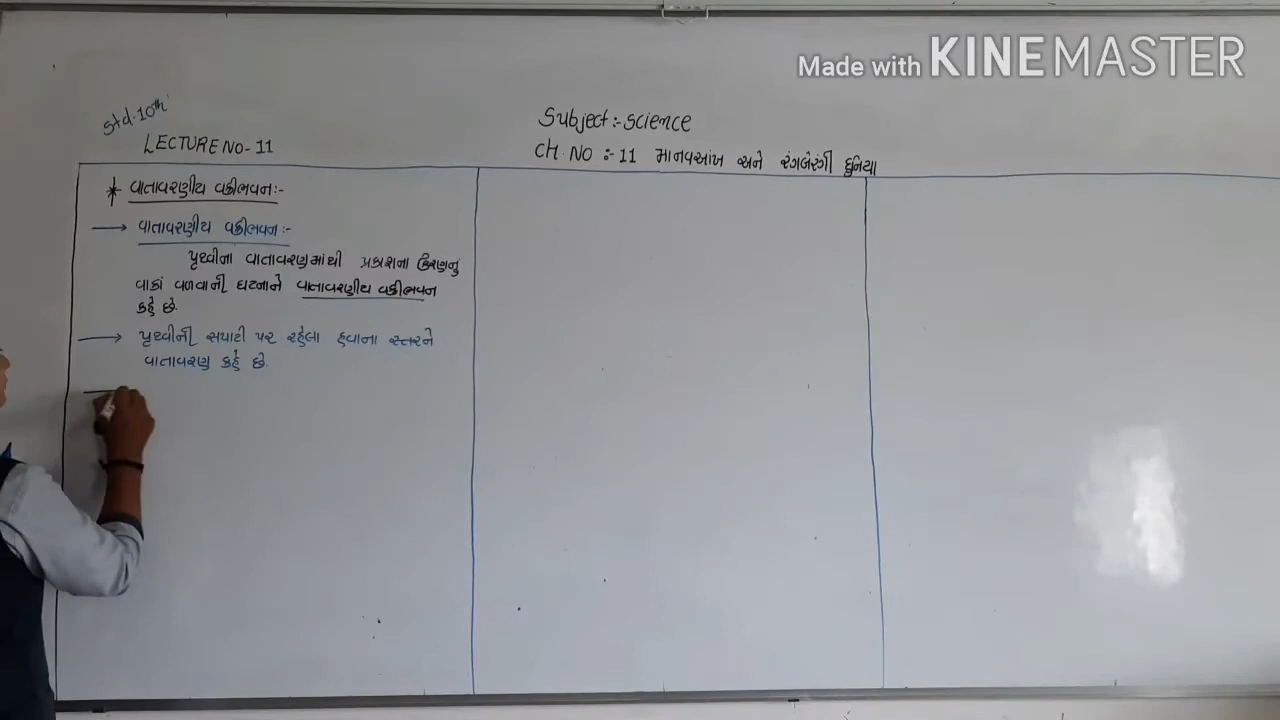 Made with KINEMASTER
Std. 10th
LECTURE NO - 11
Subject :- Science
CH. NO :- 11 માનવઆંખ અને રંગબેરંગી દુનિયા
* વાતાવરણીય વક્રીભવન :-
→ વાતાવરણીય વક્રીભવન :-
પૃથ્વીના વાતાવરણમાંથી પ્રકાશના કિરણનુ
વાકાં વળવાની ઘટનાને વાતાવરણીય વક્રીભવન
કહે છે.
→ પૃથ્વીની સપાટી પર રહેલા હવાના સ્તરને
વાતાવરણ કહે છે.